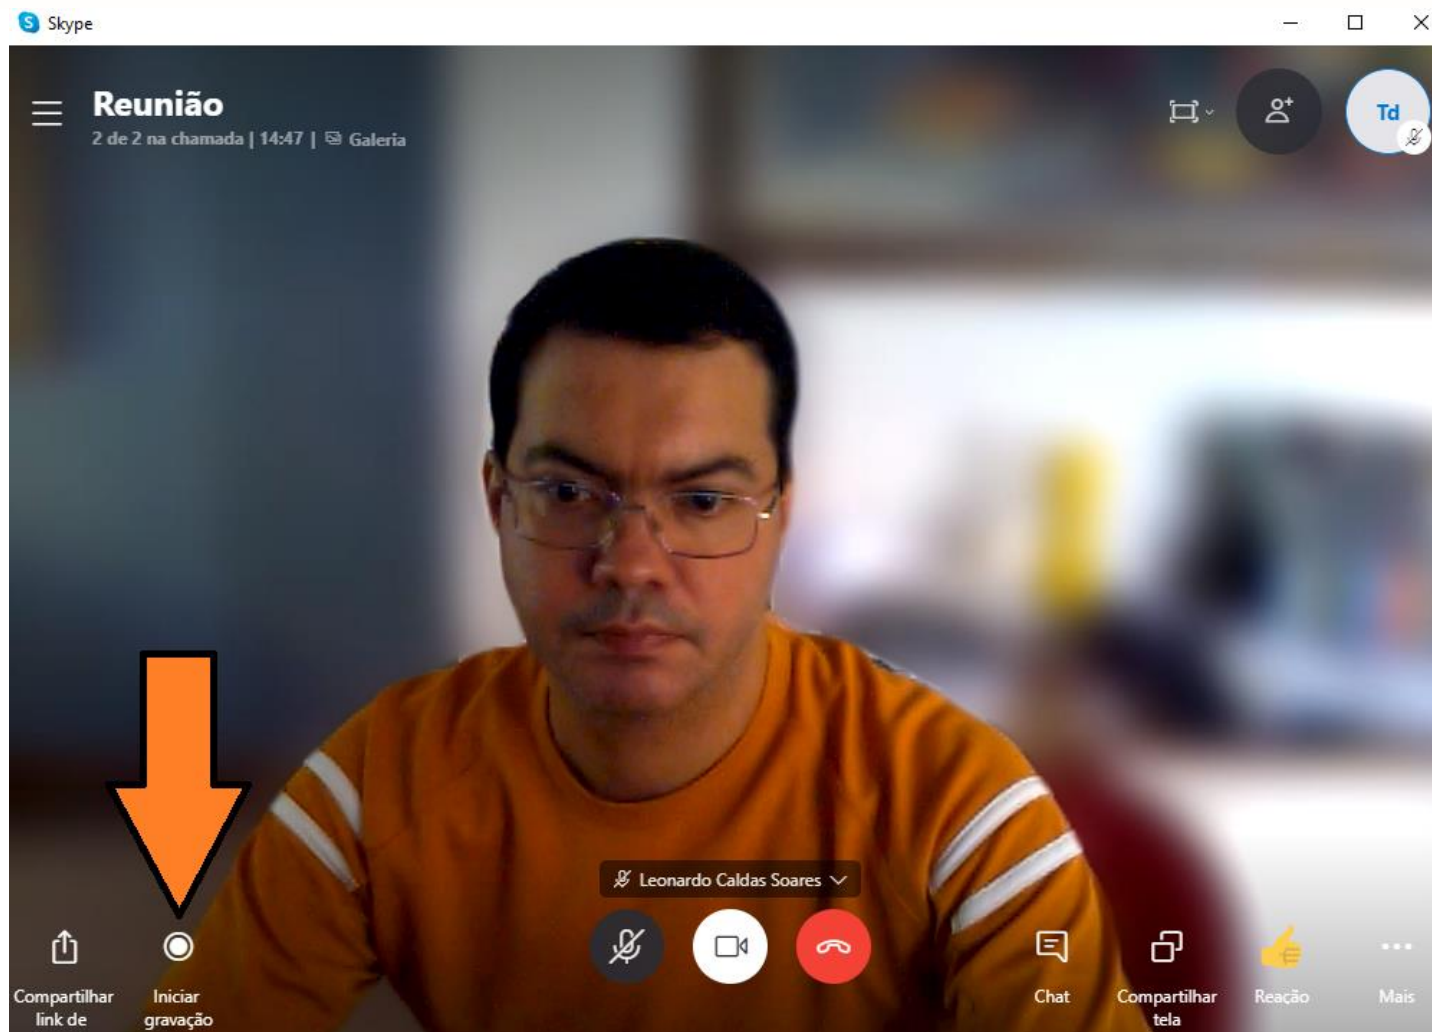 Skype
Reunião
2 de 2 na chamada | 14:47 | Galeria
Td
Leonardo Caldas Soares
Compartilhar
link de
Iniciar
gravação
Chat
Compartilhar
tela
Reação
Mais